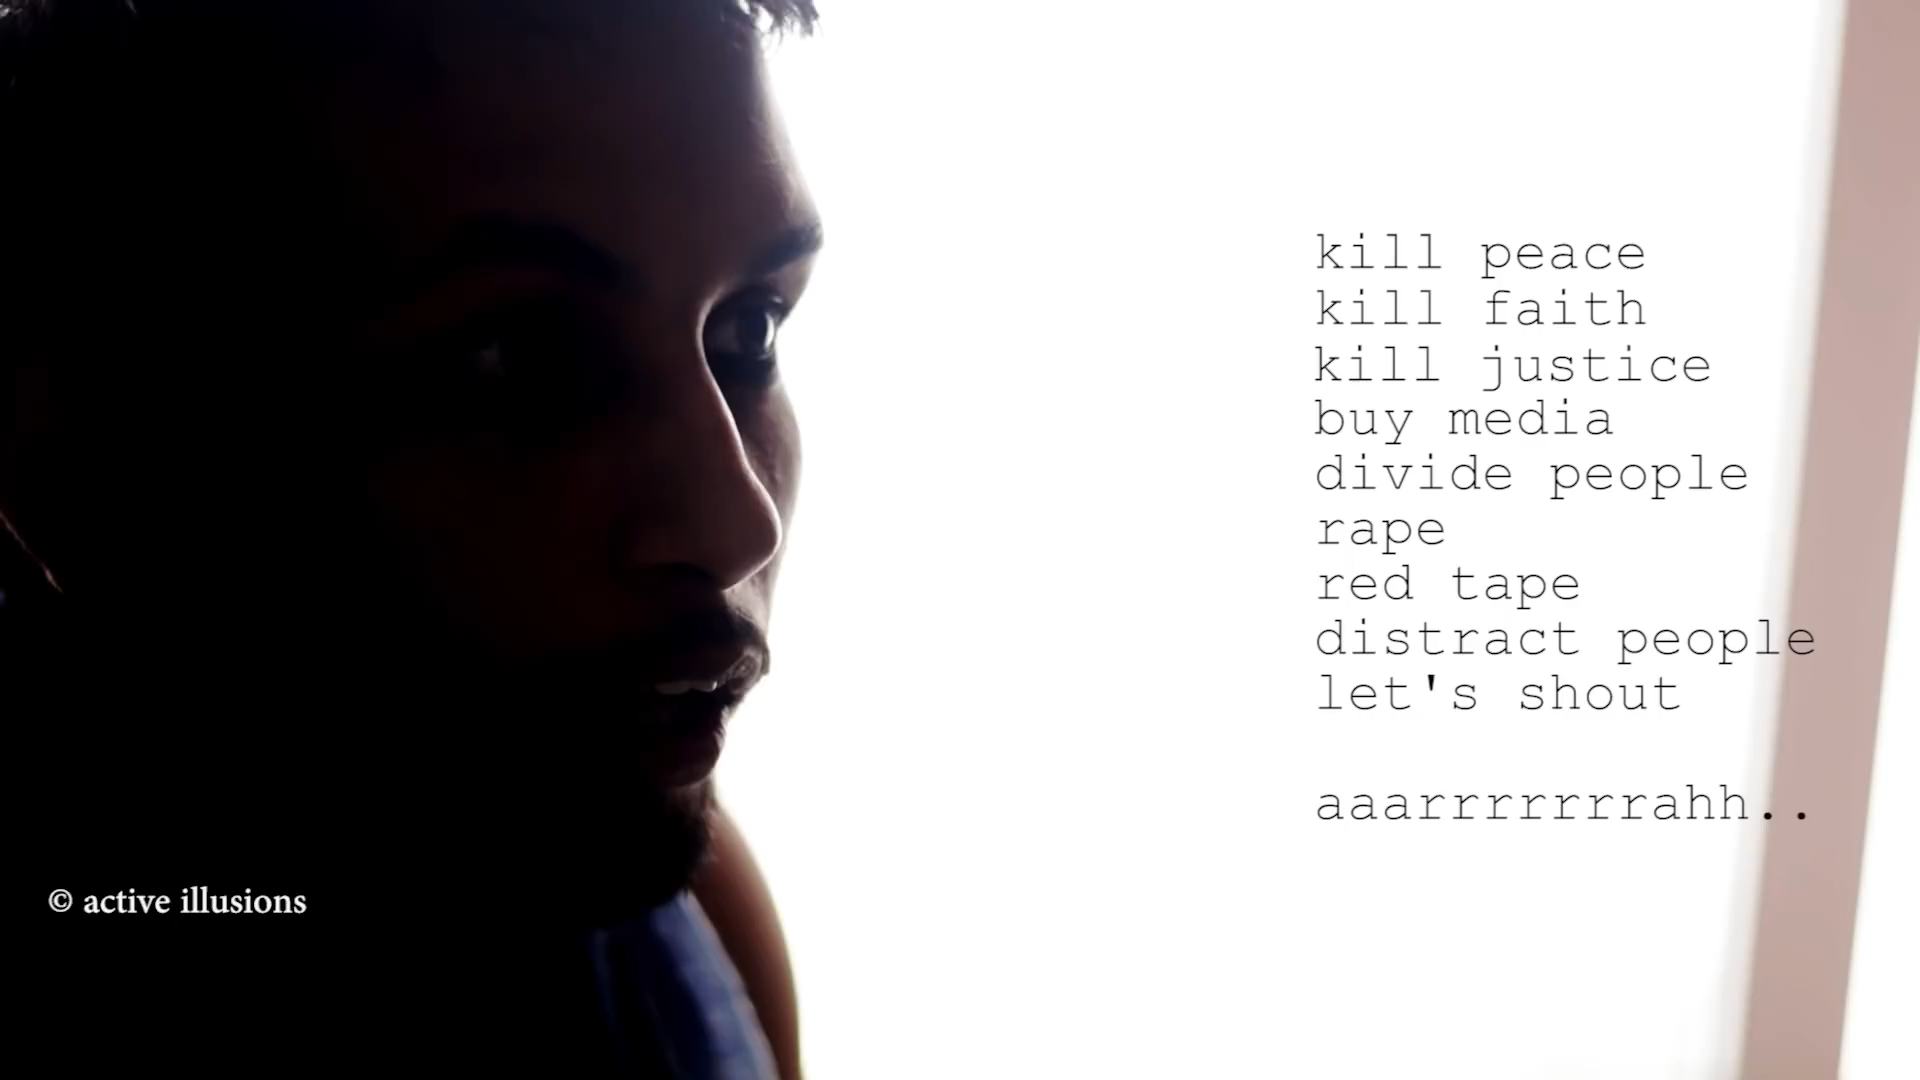 kill peace
kill faith
kill justice
buy media
divide people
rape
red tape
distract people
let's shout
aaarrrrrrrahh..
© active illusions